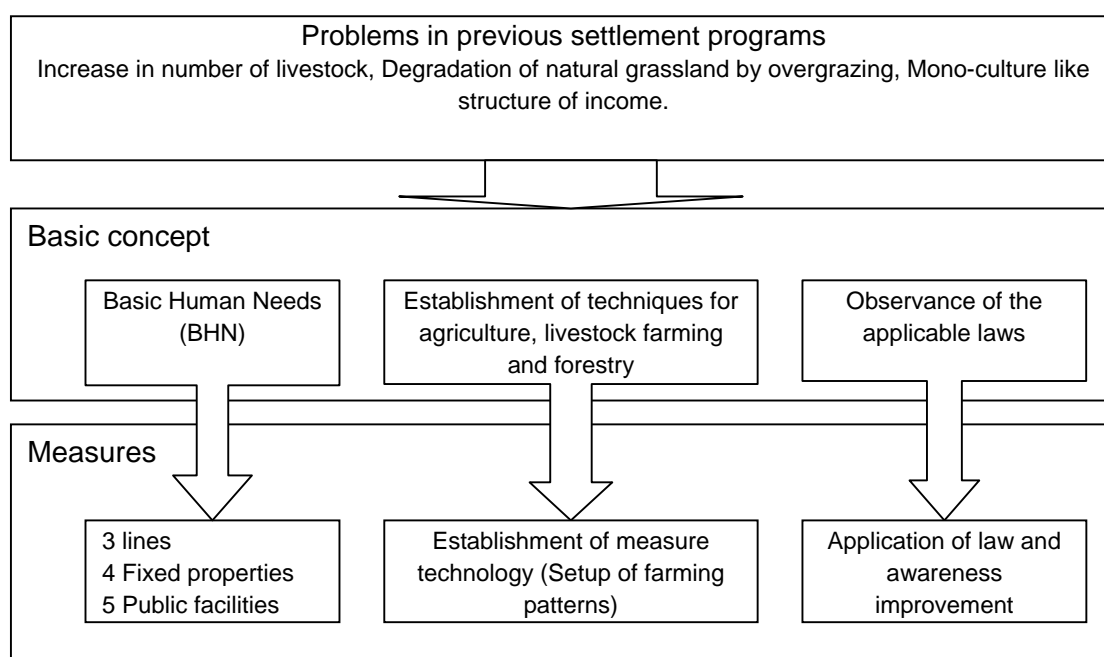 Problems in previous settlement programs
Increase in number of livestock, Degradation of natural grassland by overgrazing, Mono-culture like
structure of income.
Basic concept
Basic Human Needs
(BHN)
Establishment of techniques for
agriculture, livestock farming
and forestry
Observance of the
applicable laws
Measures
3 lines
4 Fixed properties
5 Public facilities
Establishment of measure
technology (Setup of farming
patterns)
Application of law and
awareness
improvement